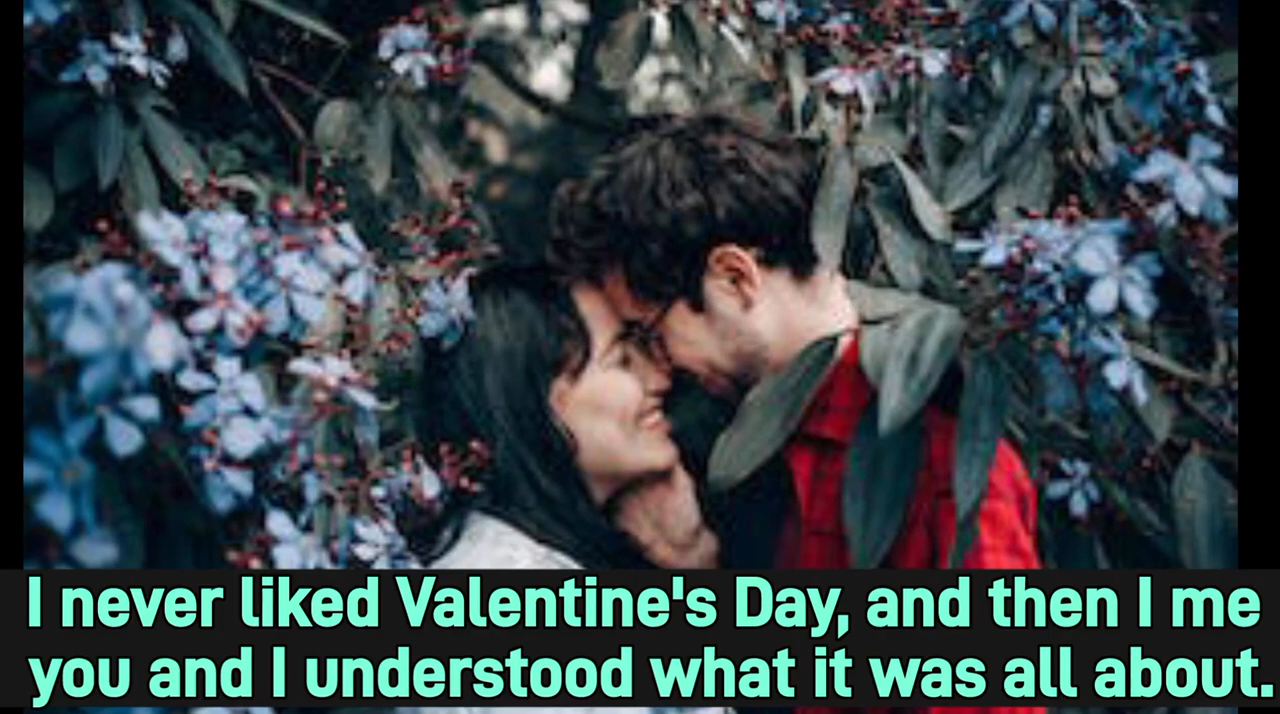 I never liked Valentine's Day, and then I me
you and I understood what it was all about.